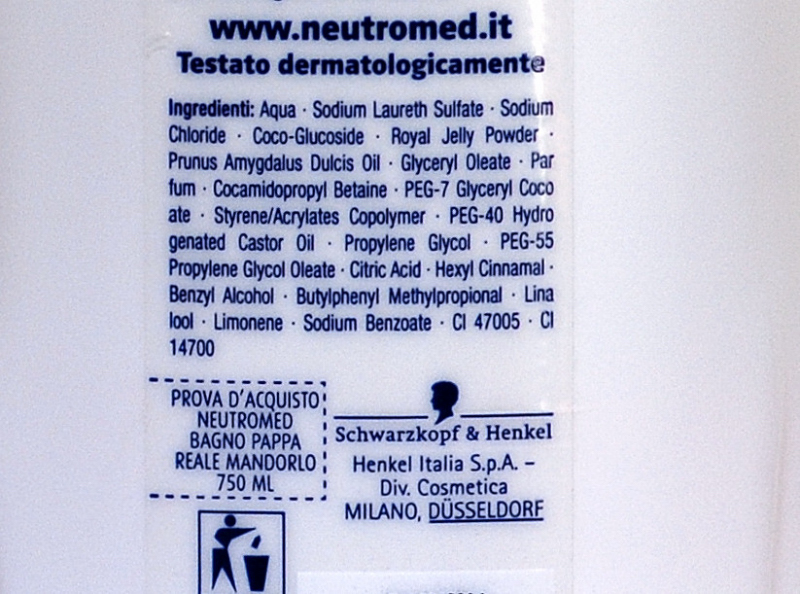 www.neutromed.it
Testato dermatologicamente
Ingredienti: Aqua · Sodium Laureth Sulfate · Sodium
Chloride · Coco-Glucoside · Royal Jelly Powder ·
Prunus Amygdalus Dulcis Oil · Glyceryl Oleate · Par
fum · Cocamidopropyl Betaine · PEG-7 Glyceryl Coco
ate · Styrene/Acrylates Copolymer · PEG-40 Hydro
genated Castor Oil · Propylene Glycol · PEG-55
Propylene Glycol Oleate · Citric Acid · Hexyl Cinnamal ·
Benzyl Alcohol · Butylphenyl Methylpropional · Lina
lool · Limonene · Sodium Benzoate · CI 47005 · CI
14700
PROVA D'ACQUISTO
NEUTROMED
BAGNO PAPPA
REALE MANDORLO
750 ML
Schwarzkopf & Henkel
Henkel Italia S.p.A. –
Div. Cosmetica
MILANO, DÜSSELDORF